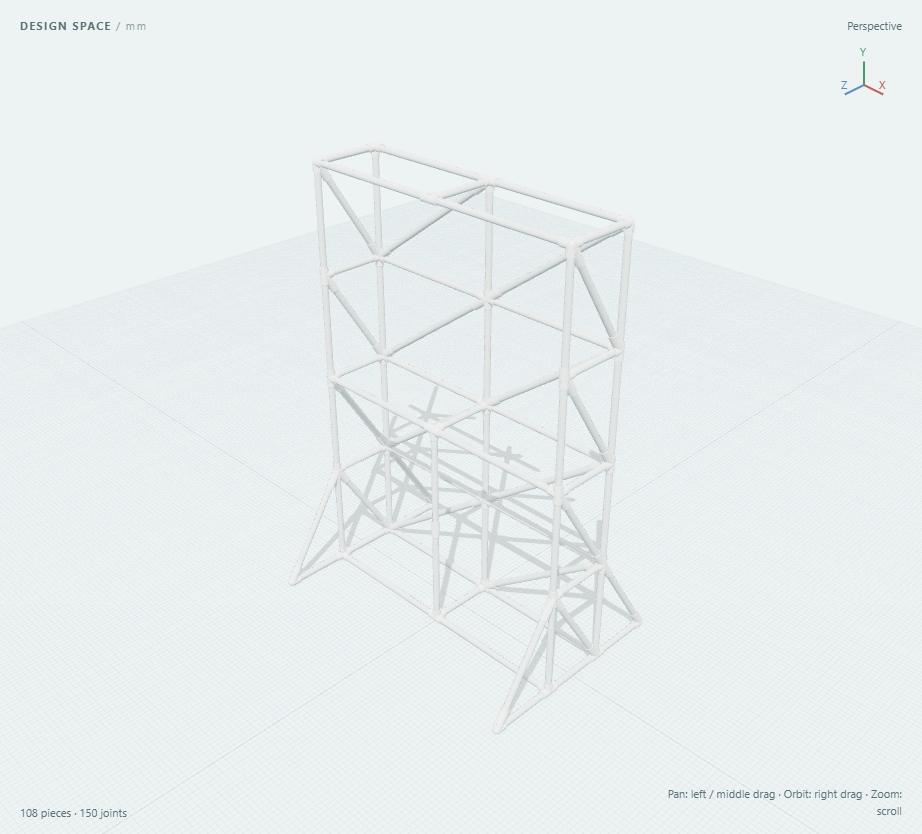 DESIGN SPACE / mm
Perspective
Y
Z
X
Pan: left / middle drag · Orbit: right drag · Zoom:
scroll
108 pieces · 150 joints